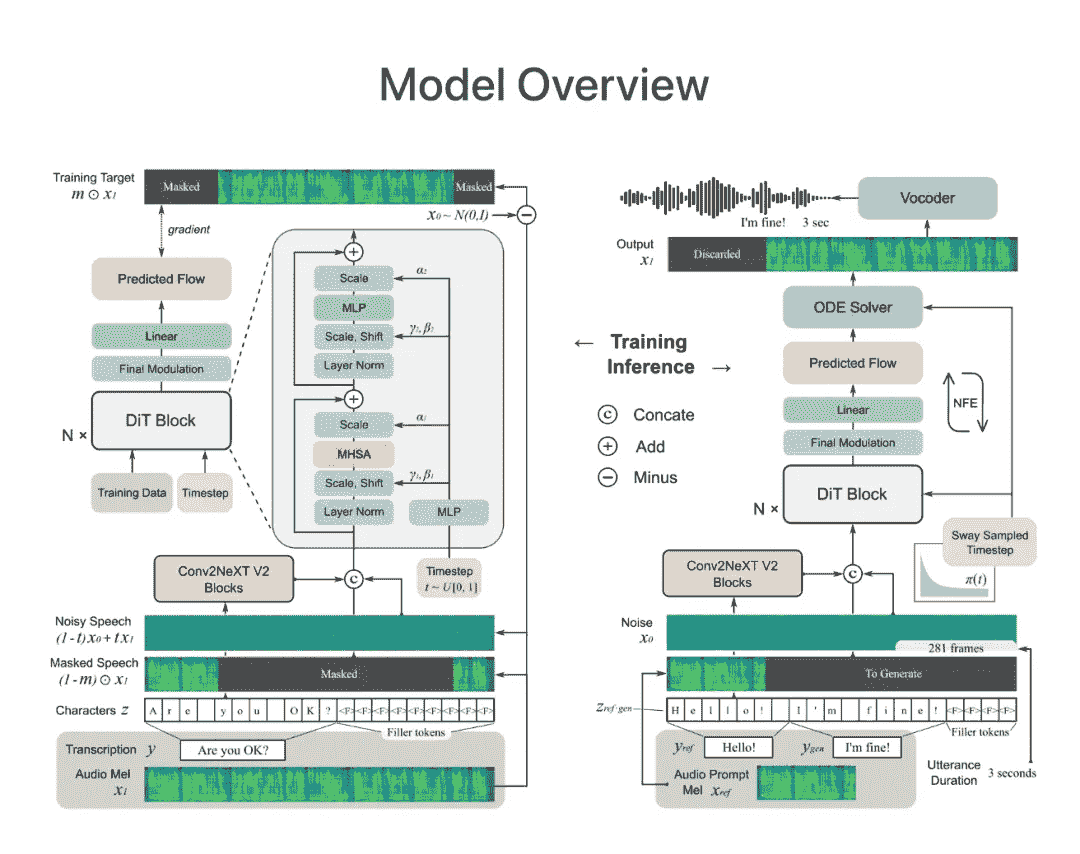 Model Overview
Training Target
m ⊙ x₁
Masked
Masked
x₀ ~ N(0,I)
gradient
Predicted Flow
Linear
Final Modulation
DiT Block
N ×
Training Data
Timestep
Scale
α₂
MLP
Scale, Shift
γ₂, β₂
Layer Norm
Scale
α₁
MHSA
Scale, Shift
γ₁, β₁
Layer Norm
MLP
Timestep
t ~ U[0, 1]
Conv2NeXT V2
Blocks
c
Noisy Speech
(1-t)x₀+tx₁
Masked Speech
(1-m) ⊙ x₁
Masked
Characters z
A r e y o u O K ? <F> <F> <F> <F> <F> <F> <F> <F>
Filler tokens
Transcription y
Are you OK?
Audio Mel
x₁
← Training
Inference →
c Concate
+ Add
− Minus
Vocoder
I'm fine! 3 sec
Output
x₁
Discarded
ODE Solver
Predicted Flow
Linear
Final Modulation
NFE
DiT Block
N ×
Sway Sampled
Timestep
π(t)
Conv2NeXT V2
Blocks
c
Noise
x₀
281 frames
To Generate
z ref·gen
H e l l o ! I ' m f i n e ! <F> <F> <F> <F>
Filler tokens
y ref
Hello!
y gen
I'm fine!
Audio Prompt
Mel x ref
Utterance
Duration
3 seconds